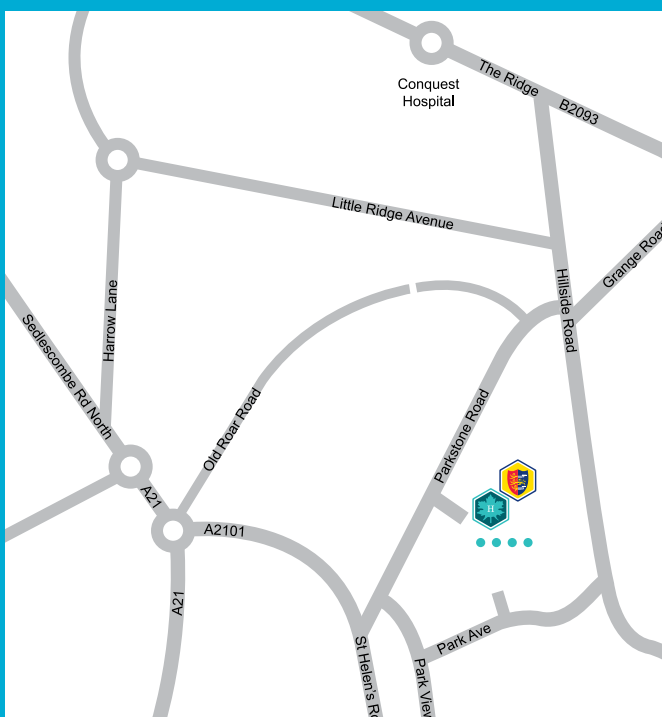 Conquest
Hospital
The Ridge
B2093
Little Ridge Avenue
Grange Road
Hillside Road
Harrow Lane
Sedlescombe Rd North
Old Roar Road
Parkstone Road
H
A21
A2101
A21
Park Ave
St Helen's Ro
Park View